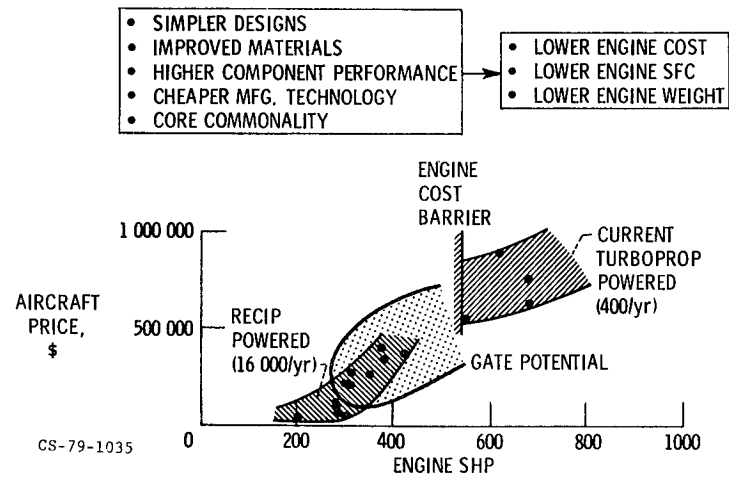 • SIMPLER DESIGNS
• IMPROVED MATERIALS
• HIGHER COMPONENT PERFORMANCE
• CHEAPER MFG. TECHNOLOGY
• CORE COMMONALITY
• LOWER ENGINE COST
• LOWER ENGINE SFC
• LOWER ENGINE WEIGHT
ENGINE
COST
BARRIER
1 000 000
CURRENT
TURBOPROP
POWERED
(400/yr)
AIRCRAFT
PRICE,
$
500 000
RECIP
POWERED
(16 000/yr)
GATE POTENTIAL
0
200
400
600
800
1000
ENGINE SHP
CS-79-1035